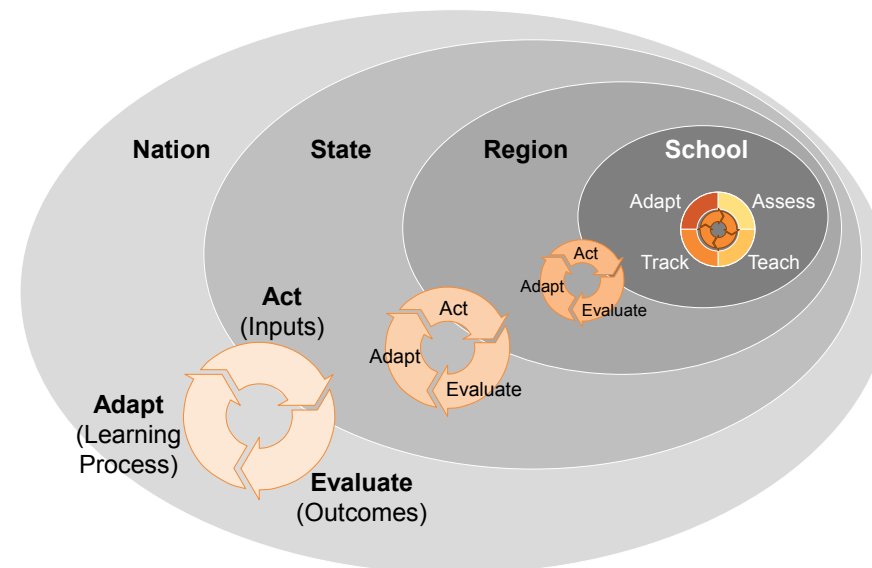 Nation
State
Region
School
Adapt
Assess
Track
Teach
Act
Adapt
Evaluate
Act
Adapt
Evaluate
Act
(Inputs)
Adapt
(Learning
Process)
Evaluate
(Outcomes)